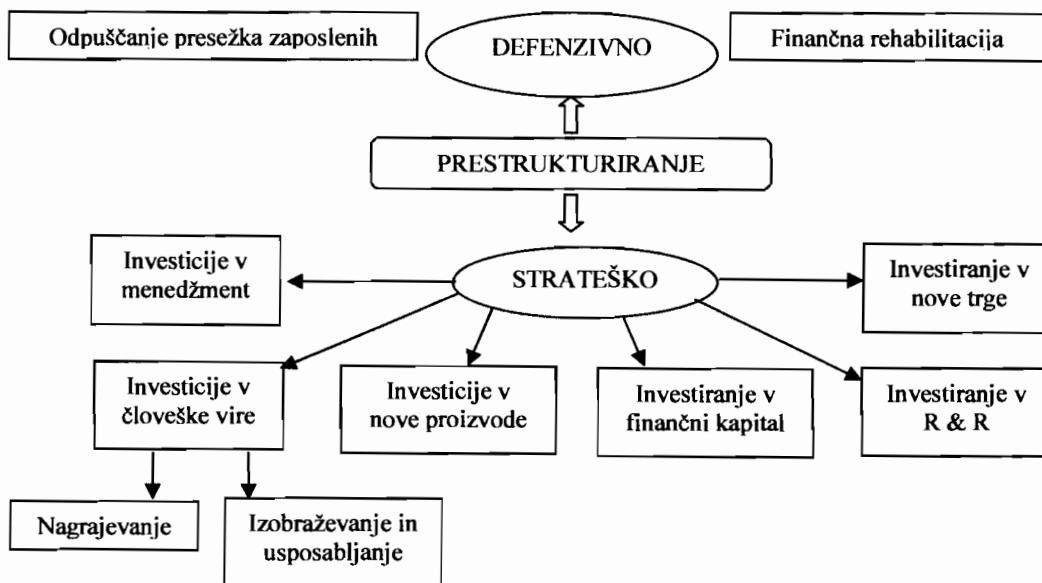 Odpuščanje presežka zaposlenih
DEFENZIVNO
Finančna rehabilitacija
PRESTRUKTURIRANJE
STRATEŠKO
Investicije v
menedžment
Investiranje v
nove trge
Investicije v
človeške vire
Investicije v
nove proizvode
Investiranje v
finančni kapital
Investiranje v
R & R
Nagrajevanje
Izobraževanje in
usposabljanje